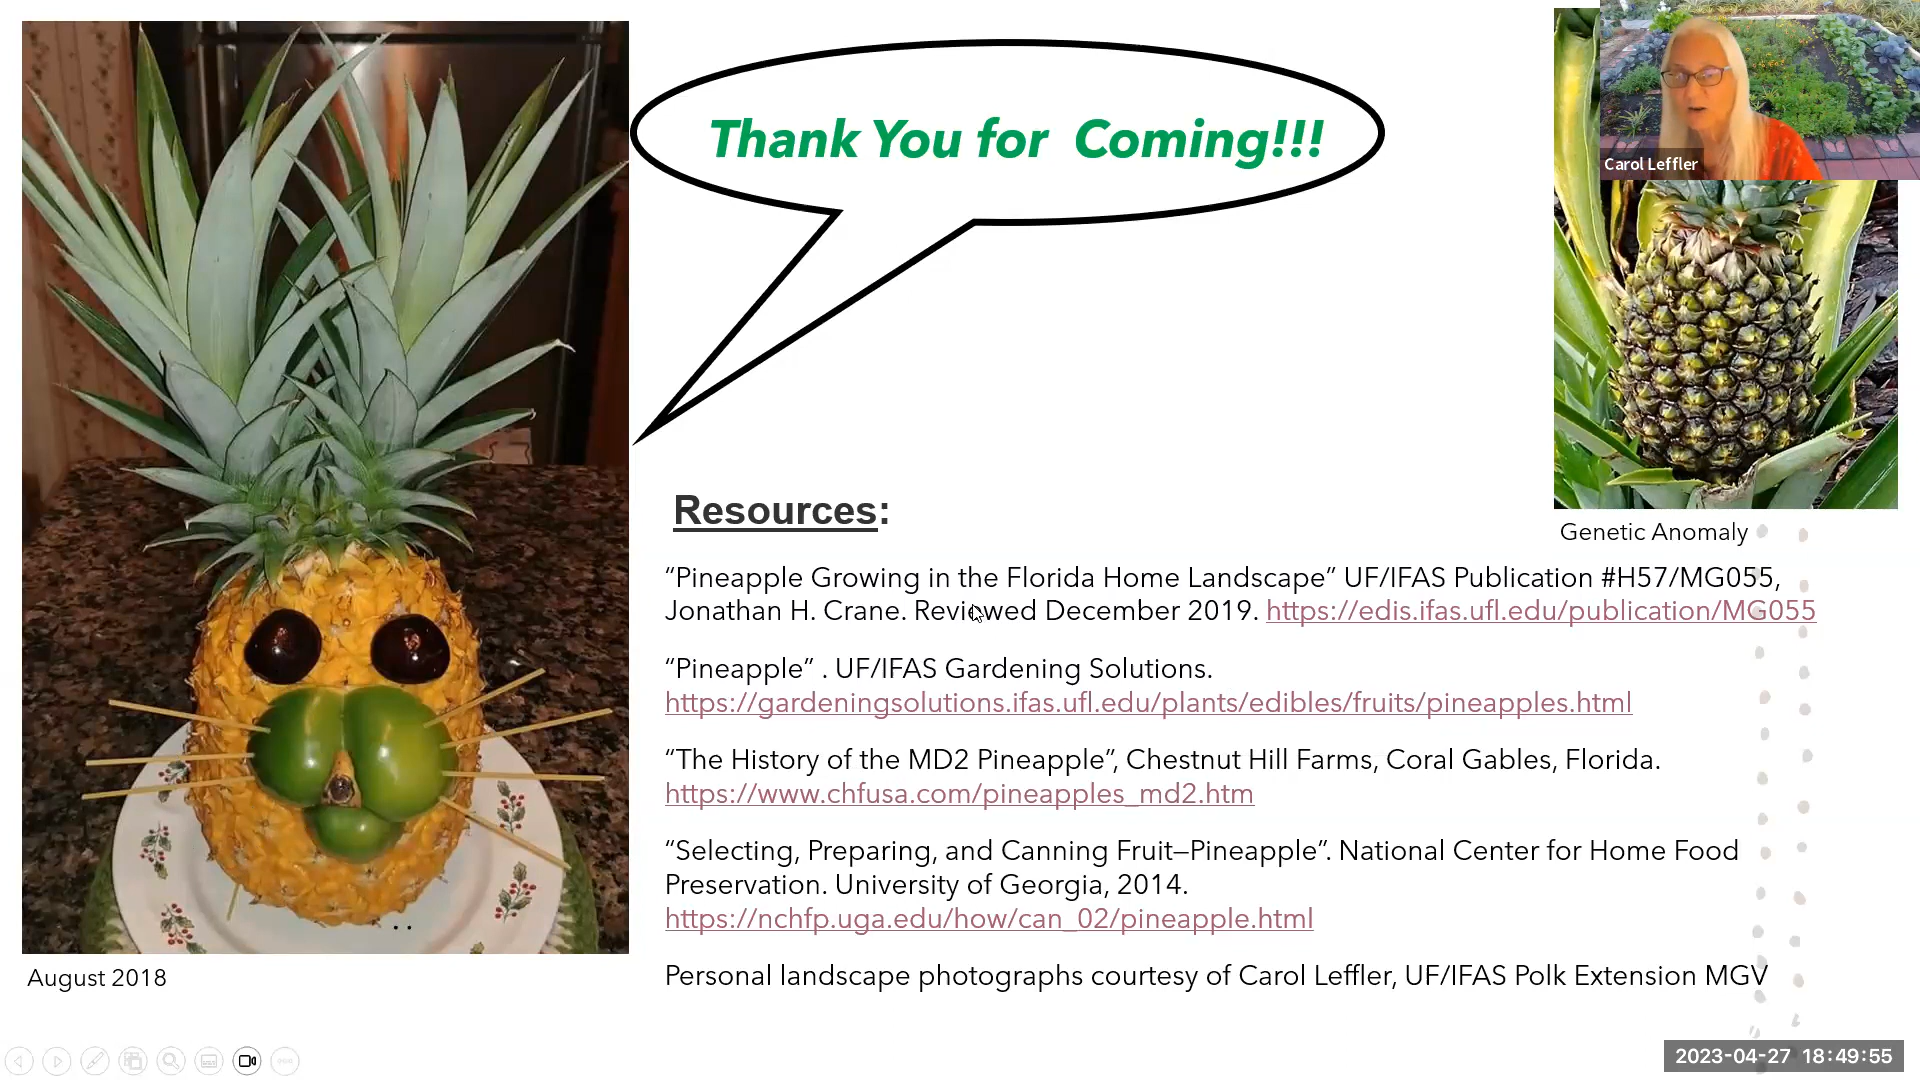 Thank You for  Coming!!!
Carol Leffler
Genetic Anomaly
Resources:
“Pineapple Growing in the Florida Home Landscape” UF/IFAS Publication #H57/MG055,
Jonathan H. Crane. Reviewed December 2019. https://edis.ifas.ufl.edu/publication/MG055
“Pineapple” . UF/IFAS Gardening Solutions.
https://gardeningsolutions.ifas.ufl.edu/plants/edibles/fruits/pineapples.html
“The History of the MD2 Pineapple”, Chestnut Hill Farms, Coral Gables, Florida.
https://www.chfusa.com/pineapples_md2.htm
“Selecting, Preparing, and Canning Fruit—Pineapple”. National Center for Home Food
Preservation. University of Georgia, 2014.
https://nchfp.uga.edu/how/can_02/pineapple.html
Personal landscape photographs courtesy of Carol Leffler, UF/IFAS Polk Extension MGV
August 2018
2023-04-27  18:49:55